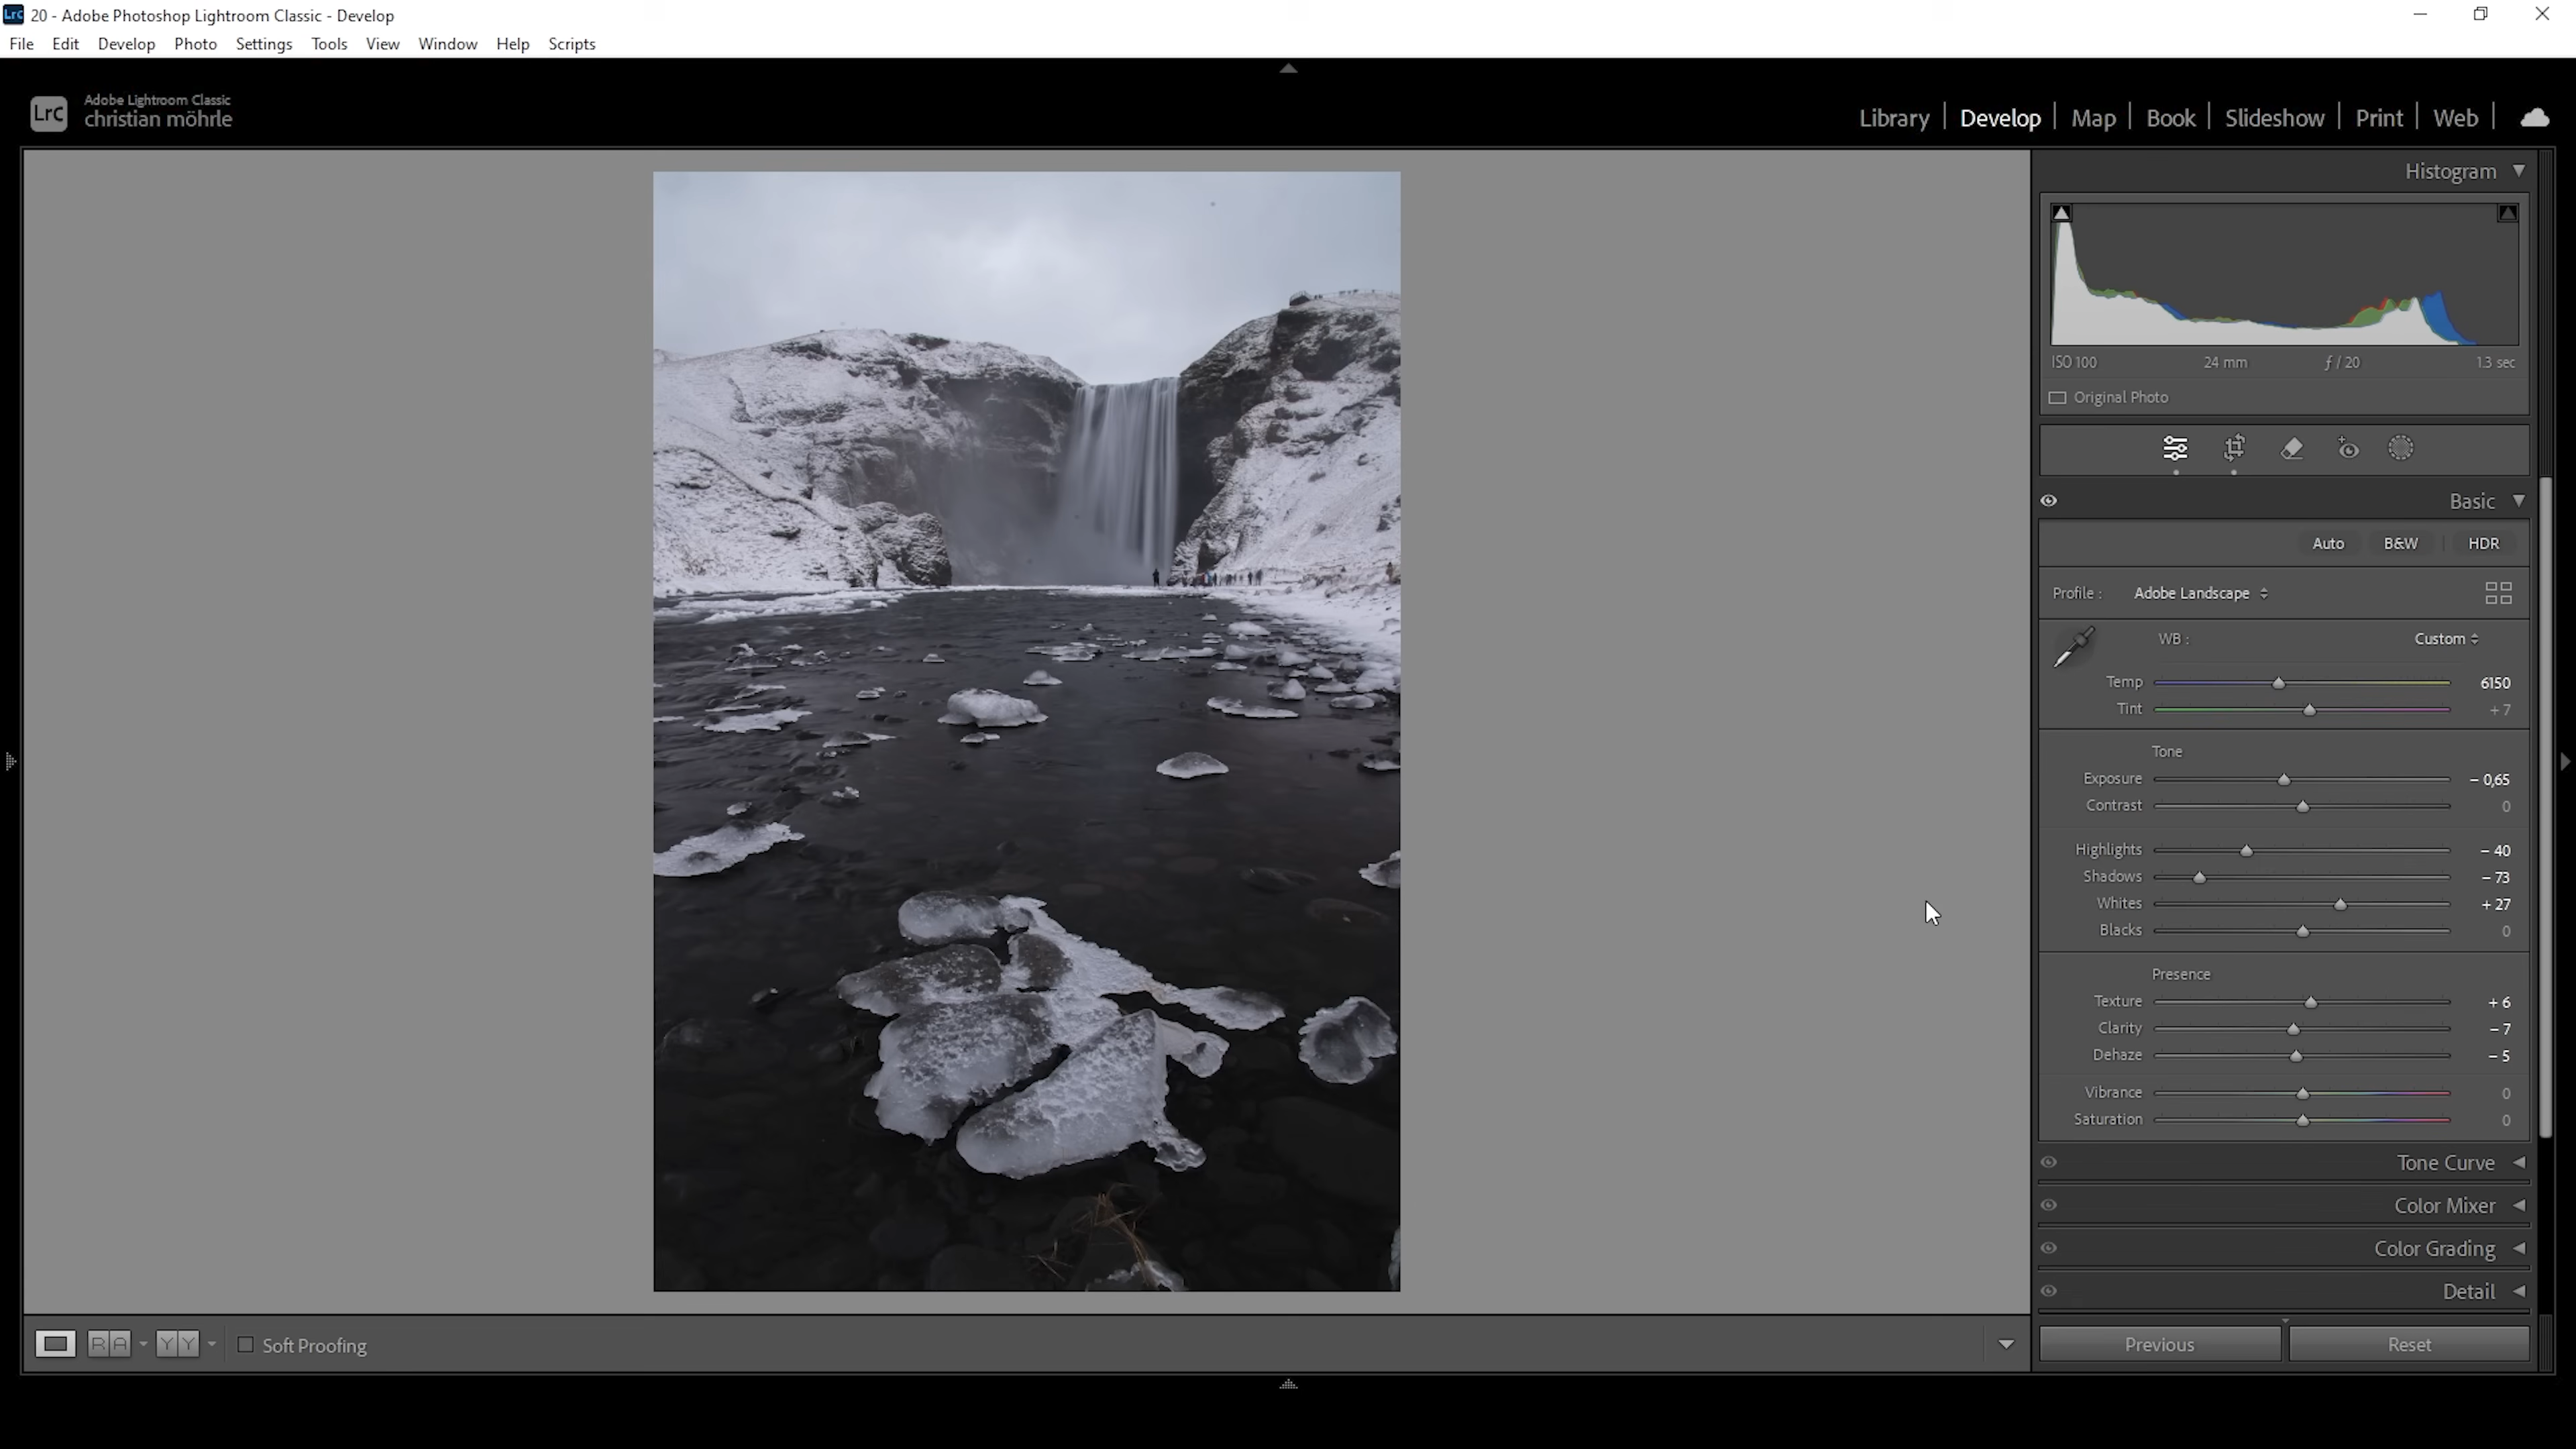 Lrc 20 - Adobe Photoshop Lightroom Classic - Develop
File Edit Develop Photo Settings Tools View Window Help Scripts
Lrc Adobe Lightroom Classic
christian möhrle
Library | Develop | Map | Book | Slideshow | Print | Web |
Histogram
ISO 100 24 mm ƒ / 20 1.3 sec
Original Photo
Basic
Auto B&W HDR
Profile : Adobe Landscape
WB : Custom
Temp 6150
Tint + 7
Tone
Exposure − 0,65
Contrast 0
Highlights − 40
Shadows − 73
Whites + 27
Blacks 0
Presence
Texture + 6
Clarity − 7
Dehaze − 5
Vibrance 0
Saturation 0
Tone Curve
Color Mixer
Color Grading
Detail
R A Y Y Soft Proofing
Previous Reset